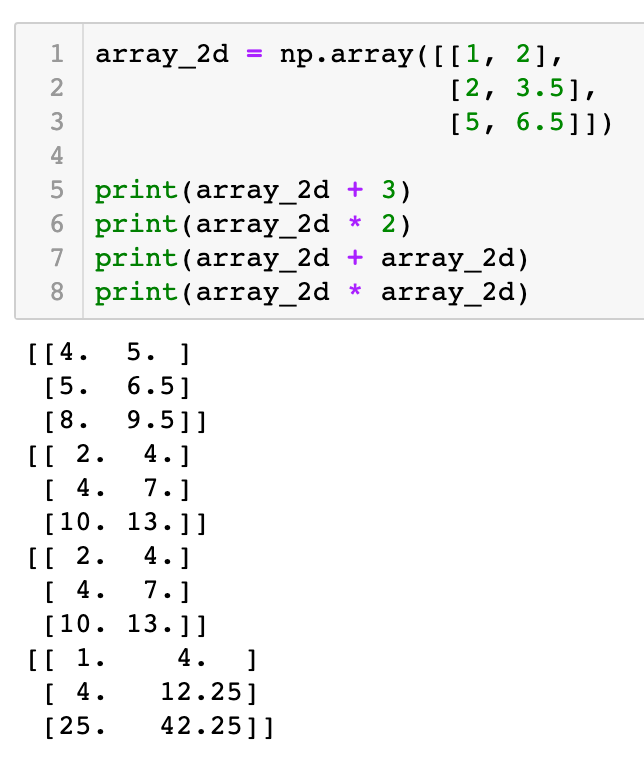 1 array_2d = np.array([[1, 2],
2                      [2, 3.5],
3                      [5, 6.5]])
4
5 print(array_2d + 3)
6 print(array_2d * 2)
7 print(array_2d + array_2d)
8 print(array_2d * array_2d)
[[4.  5. ]
 [5.  6.5]
 [8.  9.5]]
[[ 2.  4.]
 [ 4.  7.]
 [10. 13.]]
[[ 2.  4.]
 [ 4.  7.]
 [10. 13.]]
[[ 1.    4.  ]
 [ 4.   12.25]
 [25.   42.25]]